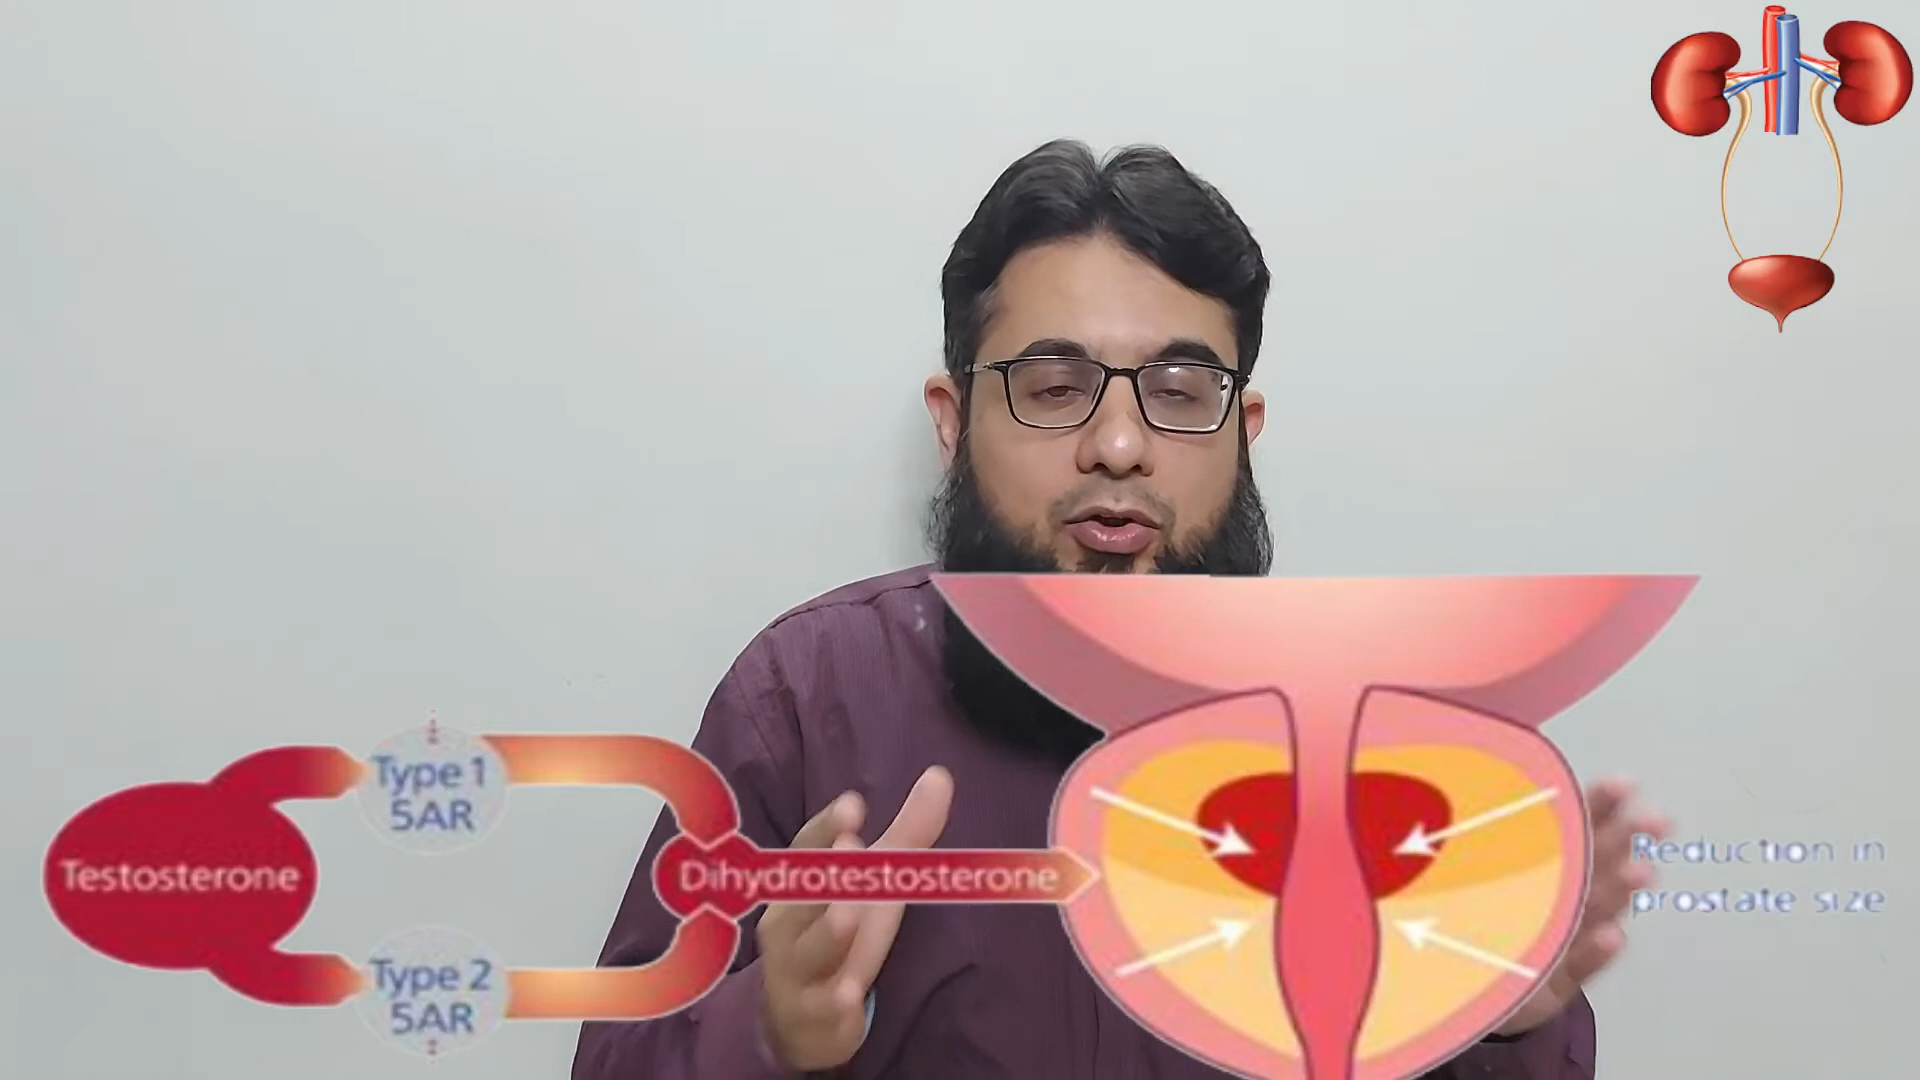 Testosterone
Type 1
5AR
Type 2
5AR
Dihydrotestosterone
Reduction in
prostate size